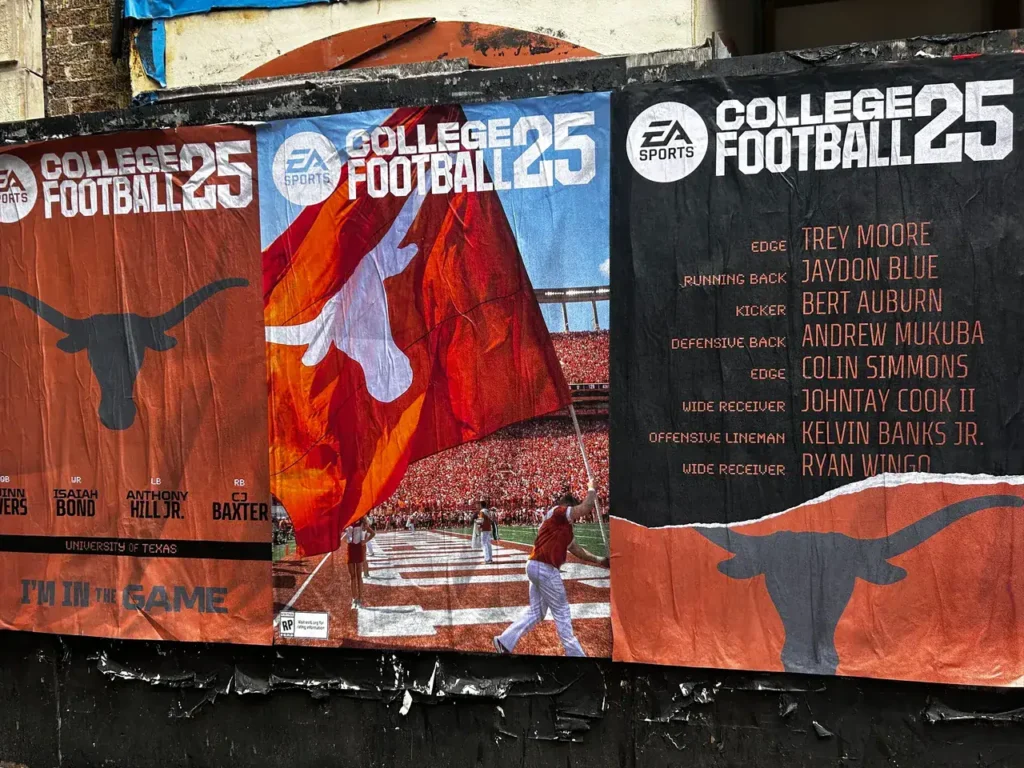 EA
SPORTS
COLLEGE
FOOTBALL 25
QB
WR
ISAIAH
BOND
LB
ANTHONY
HILL JR.
RB
CJ
BAXTER
UNIVERSITY OF TEXAS
I'M IN THE GAME
EA
SPORTS
COLLEGE
FOOTBALL 25
RP
EA
SPORTS
COLLEGE
FOOTBALL 25
EDGE TREY MOORE
RUNNING BACK JAYDON BLUE
KICKER BERT AUBURN
DEFENSIVE BACK ANDREW MUKUBA
EDGE COLIN SIMMONS
WIDE RECEIVER JOHNTAY COOK II
OFFENSIVE LINEMAN KELVIN BANKS JR.
WIDE RECEIVER RYAN WINGO